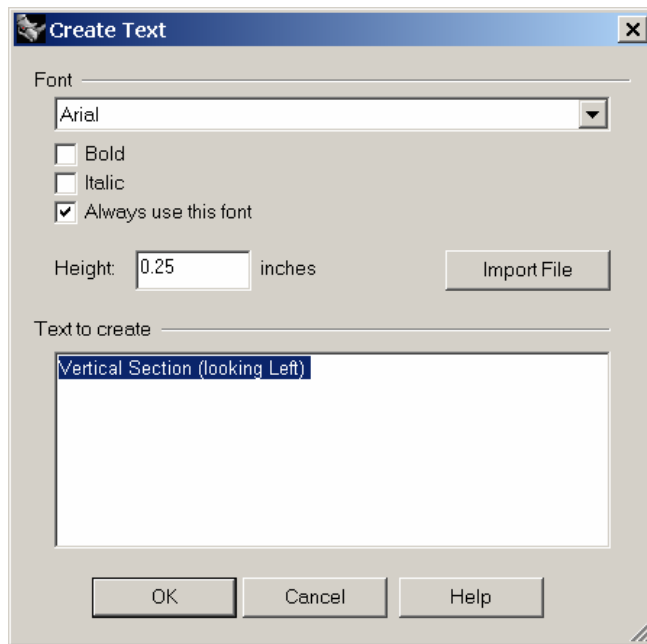 Create Text
Font
Arial
Bold
Italic
Always use this font
Height: 0.25 inches Import File
Text to create
Vertical Section (looking Left)
OK Cancel Help